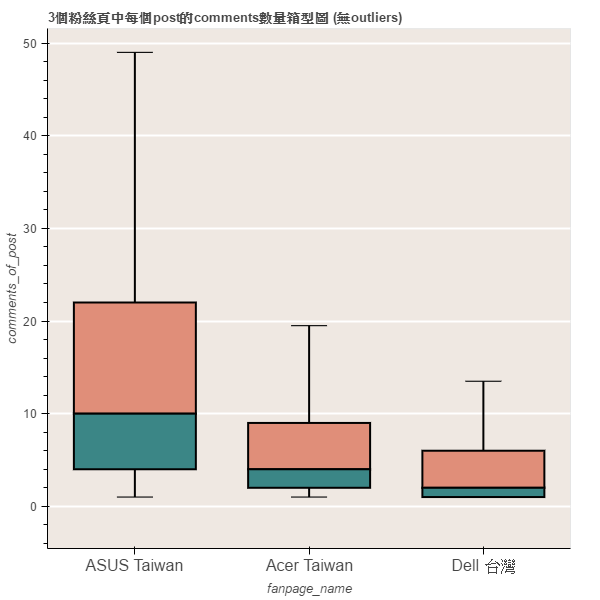 3個粉絲頁中每個post的comments數量箱型圖 (無outliers)
50
40
30
20
10
0
comments_of_post
ASUS Taiwan
Acer Taiwan
Dell 台灣
fanpage_name